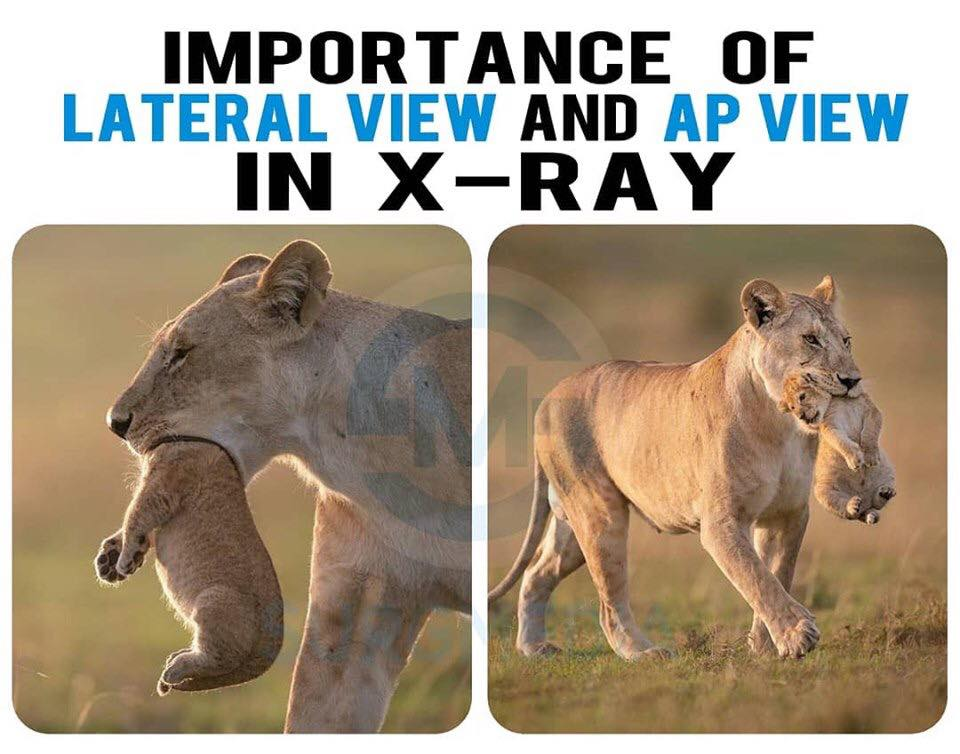 IMPORTANCE OF
LATERAL VIEW AND AP VIEW
IN X-RAY
M